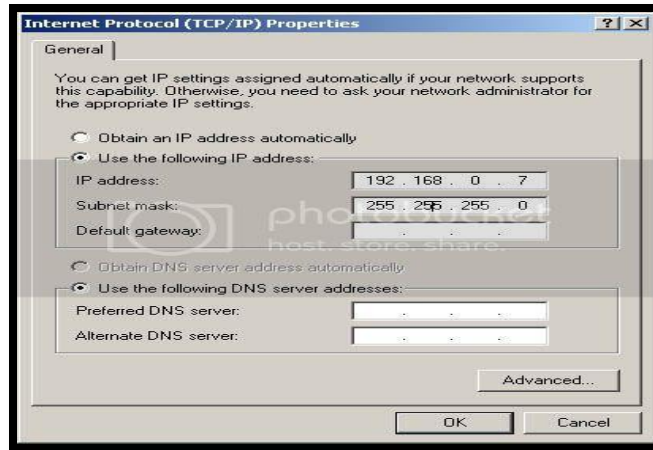 Internet Protocol (TCP/IP) Properties
General
You can get IP settings assigned automatically if your network supports
this capability. Otherwise, you need to ask your network administrator for
the appropriate IP settings.
Obtain an IP address automatically
Use the following IP address:
IP address: 192 . 168 . 0 . 7
Subnet mask: 255 . 255 . 255 . 0
Default gateway: . . .
photobucket
host. store. share.
Obtain DNS server address automatically
Use the following DNS server addresses:
Preferred DNS server: . . .
Alternate DNS server: . . .
Advanced...
OK Cancel